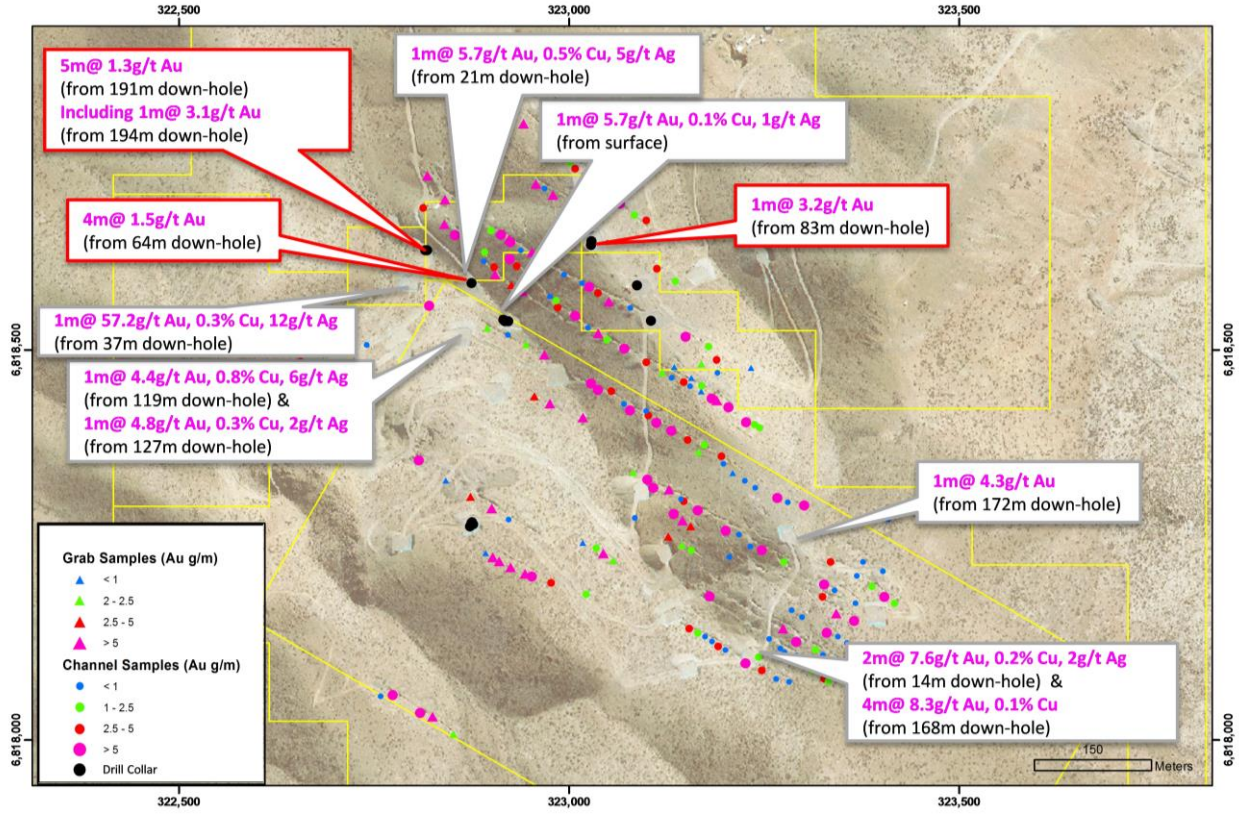 322,500
323,000
323,500
5m@ 1.3g/t Au
(from 191m down-hole)
Including 1m@ 3.1g/t Au
(from 194m down-hole)
1m@ 5.7g/t Au, 0.5% Cu, 5g/t Ag
(from 21m down-hole)
1m@ 5.7g/t Au, 0.1% Cu, 1g/t Ag
(from surface)
4m@ 1.5g/t Au
(from 64m down-hole)
1m@ 3.2g/t Au
(from 83m down-hole)
1m@ 57.2g/t Au, 0.3% Cu, 12g/t Ag
(from 37m down-hole)
6,818,500
6,818,500
1m@ 4.4g/t Au, 0.8% Cu, 6g/t Ag
(from 119m down-hole) &
1m@ 4.8g/t Au, 0.3% Cu, 2g/t Ag
(from 127m down-hole)
1m@ 4.3g/t Au
(from 172m down-hole)
Grab Samples (Au g/m)
< 1
2 - 2.5
2.5 - 5
> 5
Channel Samples (Au g/m)
< 1
1 - 2.5
2.5 - 5
> 5
Drill Collar
2m@ 7.6g/t Au, 0.2% Cu, 2g/t Ag
(from 14m down-hole) &
4m@ 8.3g/t Au, 0.1% Cu
(from 168m down-hole)
6,818,000
6,818,000
150
Meters
322,500
323,000
323,500